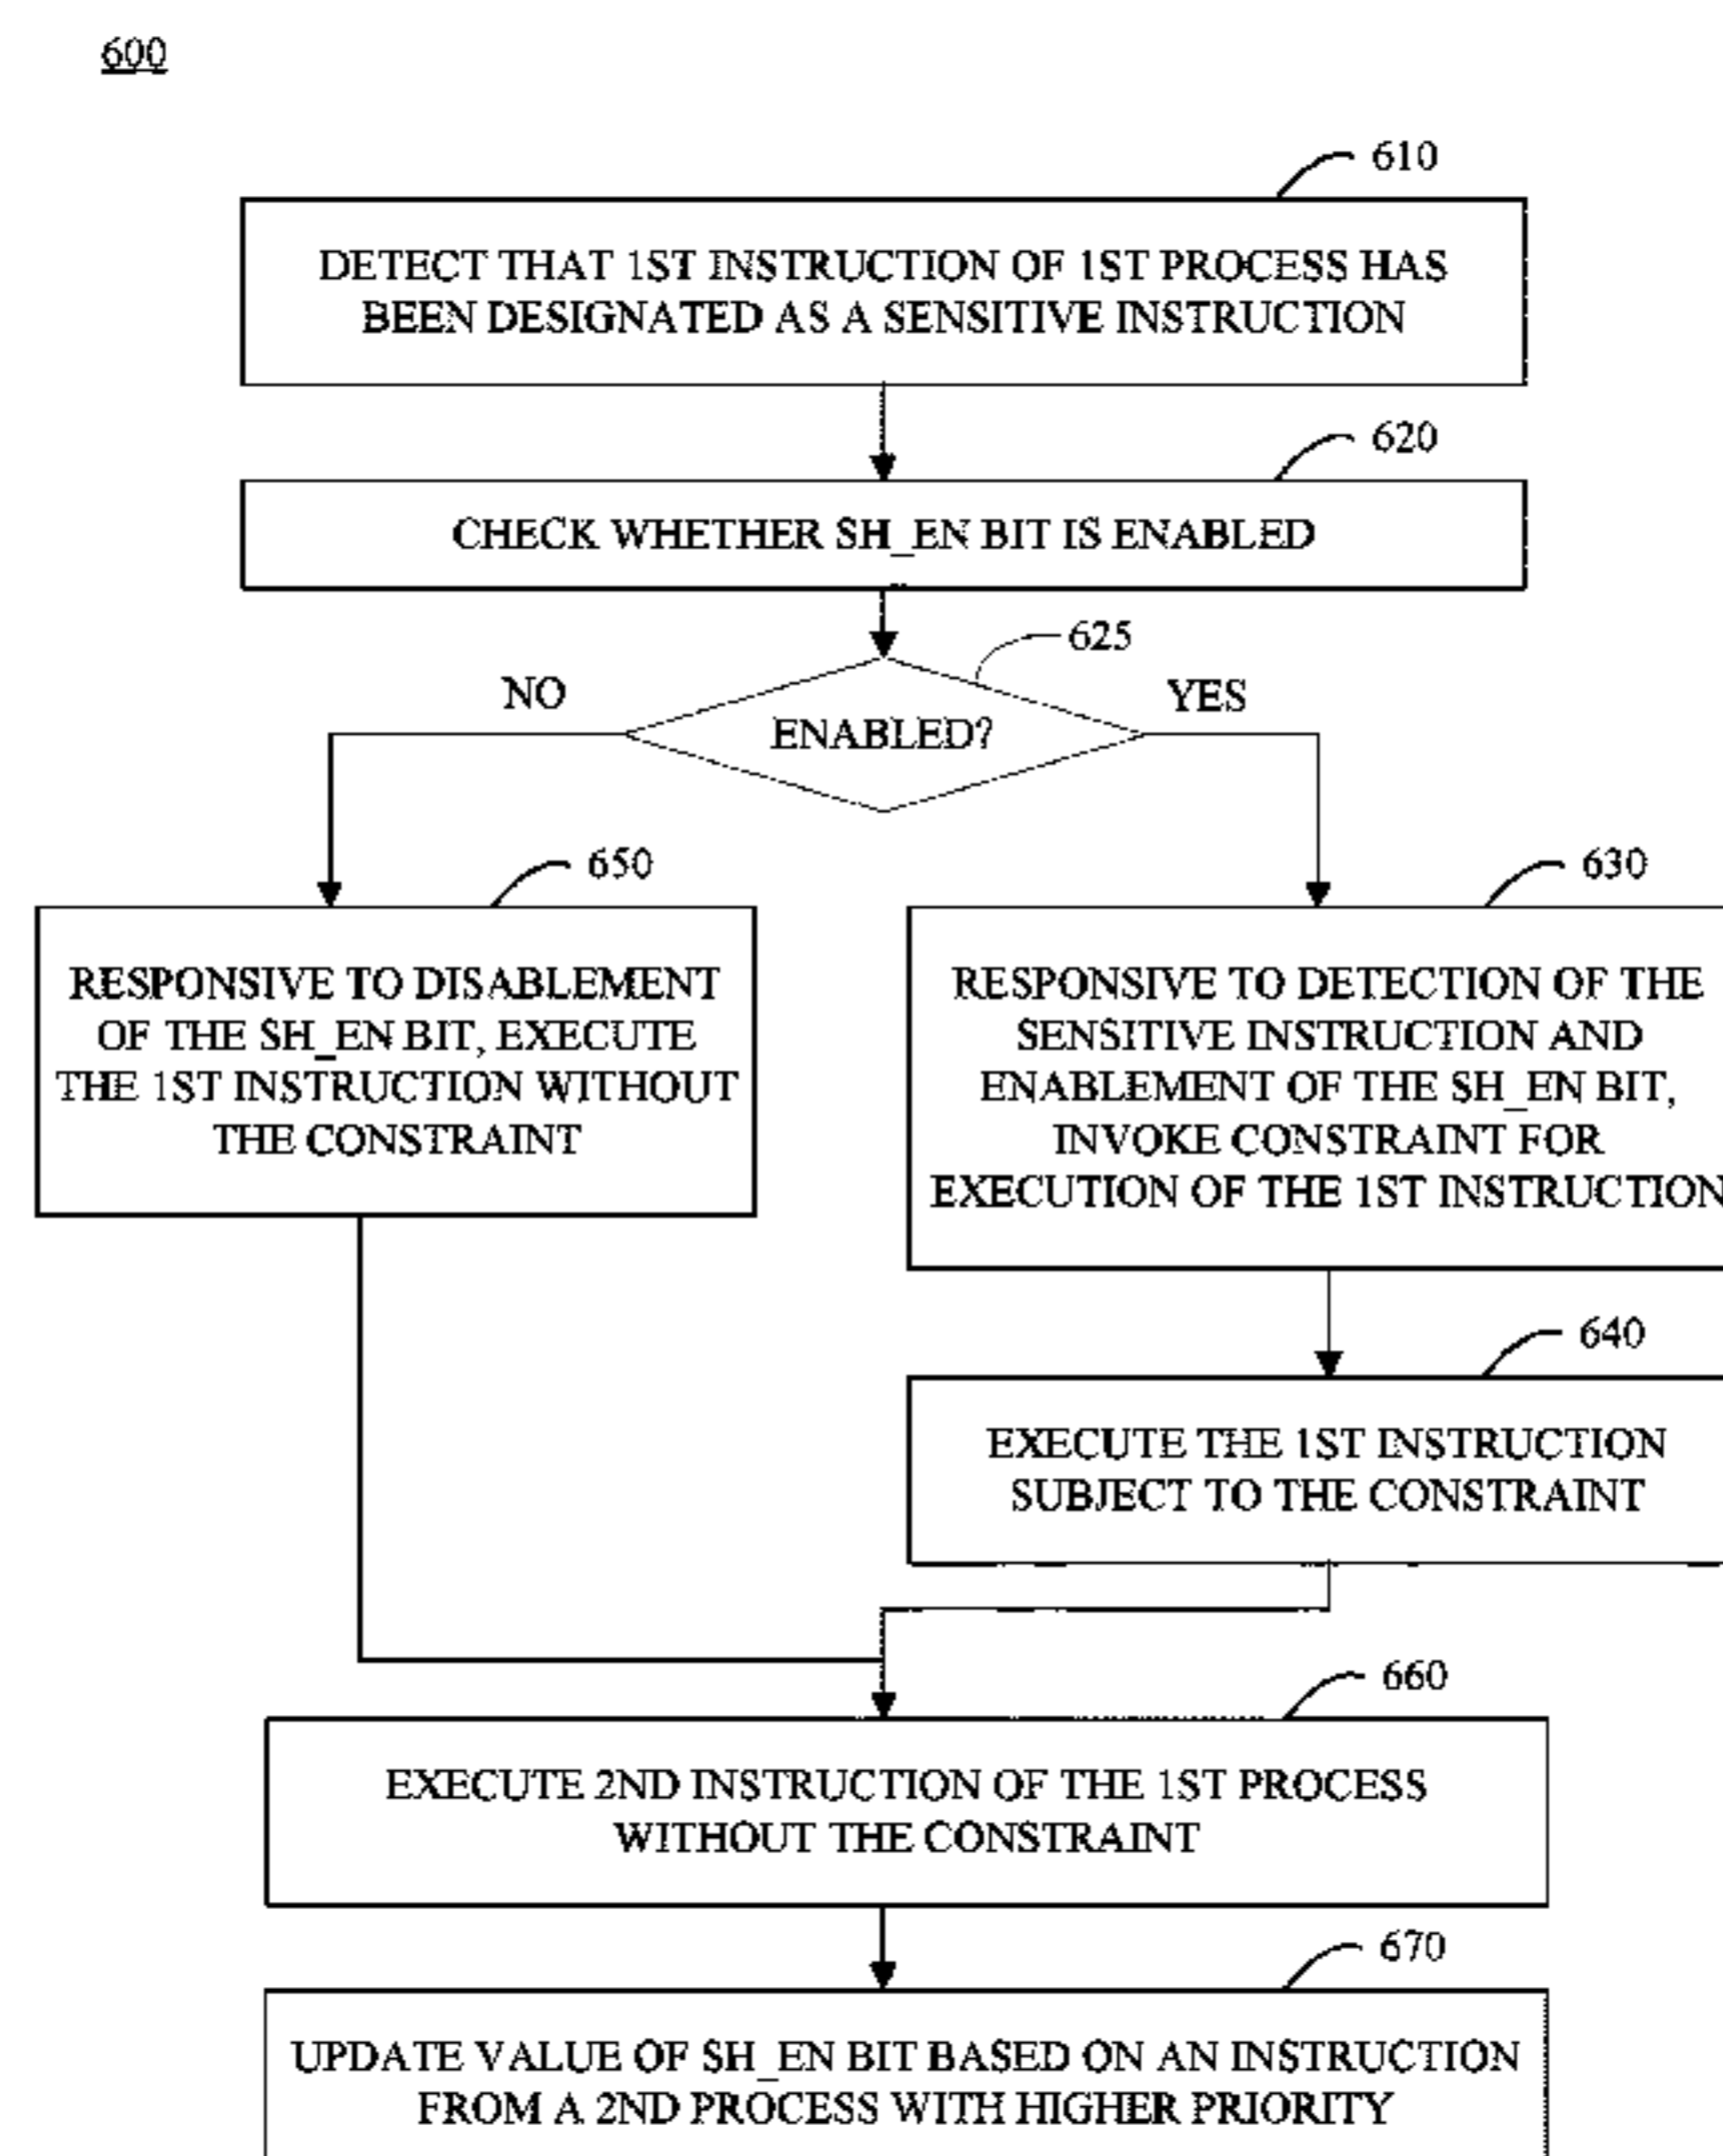 600
610
DETECT THAT 1ST INSTRUCTION OF 1ST PROCESS HAS
BEEN DESIGNATED AS A SENSITIVE INSTRUCTION
620
CHECK WHETHER SH_EN BIT IS ENABLED
625
NO
YES
ENABLED?
650
RESPONSIVE TO DISABLEMENT
OF THE SH_EN BIT, EXECUTE
THE 1ST INSTRUCTION WITHOUT
THE CONSTRAINT
630
RESPONSIVE TO DETECTION OF THE
SENSITIVE INSTRUCTION AND
ENABLEMENT OF THE SH_EN BIT,
INVOKE CONSTRAINT FOR
EXECUTION OF THE 1ST INSTRUCTION
640
EXECUTE THE 1ST INSTRUCTION
SUBJECT TO THE CONSTRAINT
660
EXECUTE 2ND INSTRUCTION OF THE 1ST PROCESS
WITHOUT THE CONSTRAINT
670
UPDATE VALUE OF SH_EN BIT BASED ON AN INSTRUCTION
FROM A 2ND PROCESS WITH HIGHER PRIORITY